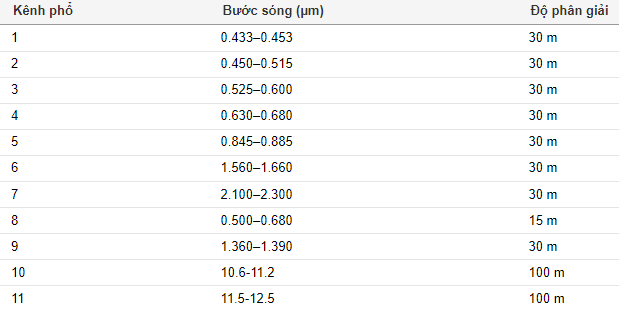 Kênh phổ Bước sóng (µm) Độ phân giải
1 0.433–0.453 30 m
2 0.450–0.515 30 m
3 0.525–0.600 30 m
4 0.630–0.680 30 m
5 0.845–0.885 30 m
6 1.560–1.660 30 m
7 2.100–2.300 30 m
8 0.500–0.680 15 m
9 1.360–1.390 30 m
10 10.6-11.2 100 m
11 11.5-12.5 100 m